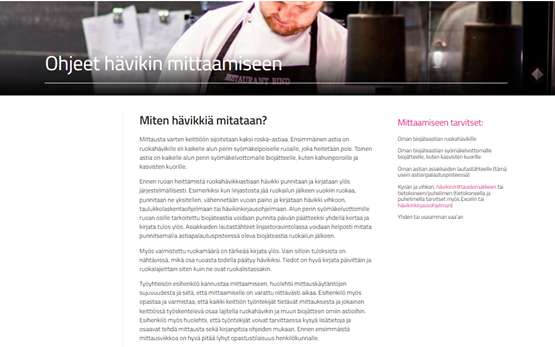 Ohjeet hävikin mittaamiseen
RESTAURANT BIND
Miten hävikkiä mitataan?
Mittausta varten keittiöön sijoitetaan kaksi roska-astiaa. Ensimmäinen astia on
ruokahävikille eli kaikelle alun perin syömäkelpoiselle ruoalle, joka heitetään pois. Toinen
astia on kaikelle alun perin syömäkelvottomalle biojätteelle, kuten kahvinporoille ja
kasvisten kuorille.
Ennen ruoan heittämistä ruokahävikkiastiaan hävikki punnitaan ja kirjataan ylös
järjestelmällisesti. Esimerkiksi kun linjastosta jää ruokailun jälkeen vuokiin ruokaa,
punnitaan ne yksitellen, vähennetään vuoan paino ja kirjataan hävikki vihkoon,
taulukkolaskentaohjelmaan tai hävikinkirjausohjelmaan. Alun perin syömäkelvottomille
ruoan osille tarkoitettu biojäteastia voidaan punnita päivän päätteeksi yhdellä kertaa ja
kirjata tulos ylös. Asiakkaiden lautastähteet linjastoravintolassa voidaan helposti mitata
punnitsemalla astiapalautuspisteessä oleva biojäteastia ruokailun jälkeen.
Myös valmistettu ruokamäärä on tärkeää kirjata ylös. Vain silloin tuloksista on
nähtävissä, mikä osa ruoasta todella päätyy hävikiksi. Tiedot on hyvä kirjata päivittäin ja
ruokalajeittain siten kuin ne ovat ruokalistassakin.
Työyhteisön esihenkilö kannustaa mittaamiseen, huolehtii mittauskäytäntöjen
sujuvuudesta ja siitä, että mittaamiselle on varattu riittävästi aikaa. Esihenkilö myös
opastaa ja varmistaa, että kaikki keittiön työntekijät tietävät mittauksesta ja jokainen
keittiössä työskentelevä osaa lajitella ruokahävikin ja muun biojätteen omiin astioihin.
Esihenkilö myös huolehtii, että työntekijät voivat tarvittaessa kysyä lisätietoja ja
osaavat tehdä mittausta sekä kirjanpitoa ohjeiden mukaan. Ennen ensimmäistä
mittausviikkoa on hyvä pitää lyhyt opastustilaisuus henkilökunnalle.
Mittaamiseen tarvitset:
Oman biojäteastian ruokahävikille
Oman biojäteastian syömäkelvottomalle
biojätteelle, kuten kasvisten kuorille
Oman astian asiakkaiden lautastähteelle (tämä
usein astianpalautuspisteessä)
Kynän ja vihkon, hävikinmittauslomakkeen tai
tietokoneen/puhelimen (tietokoneella ja
puhelimella tarvitset myös Excelin tai
hävikinkirjausohjelman)
Yhden tai useamman vaa'an